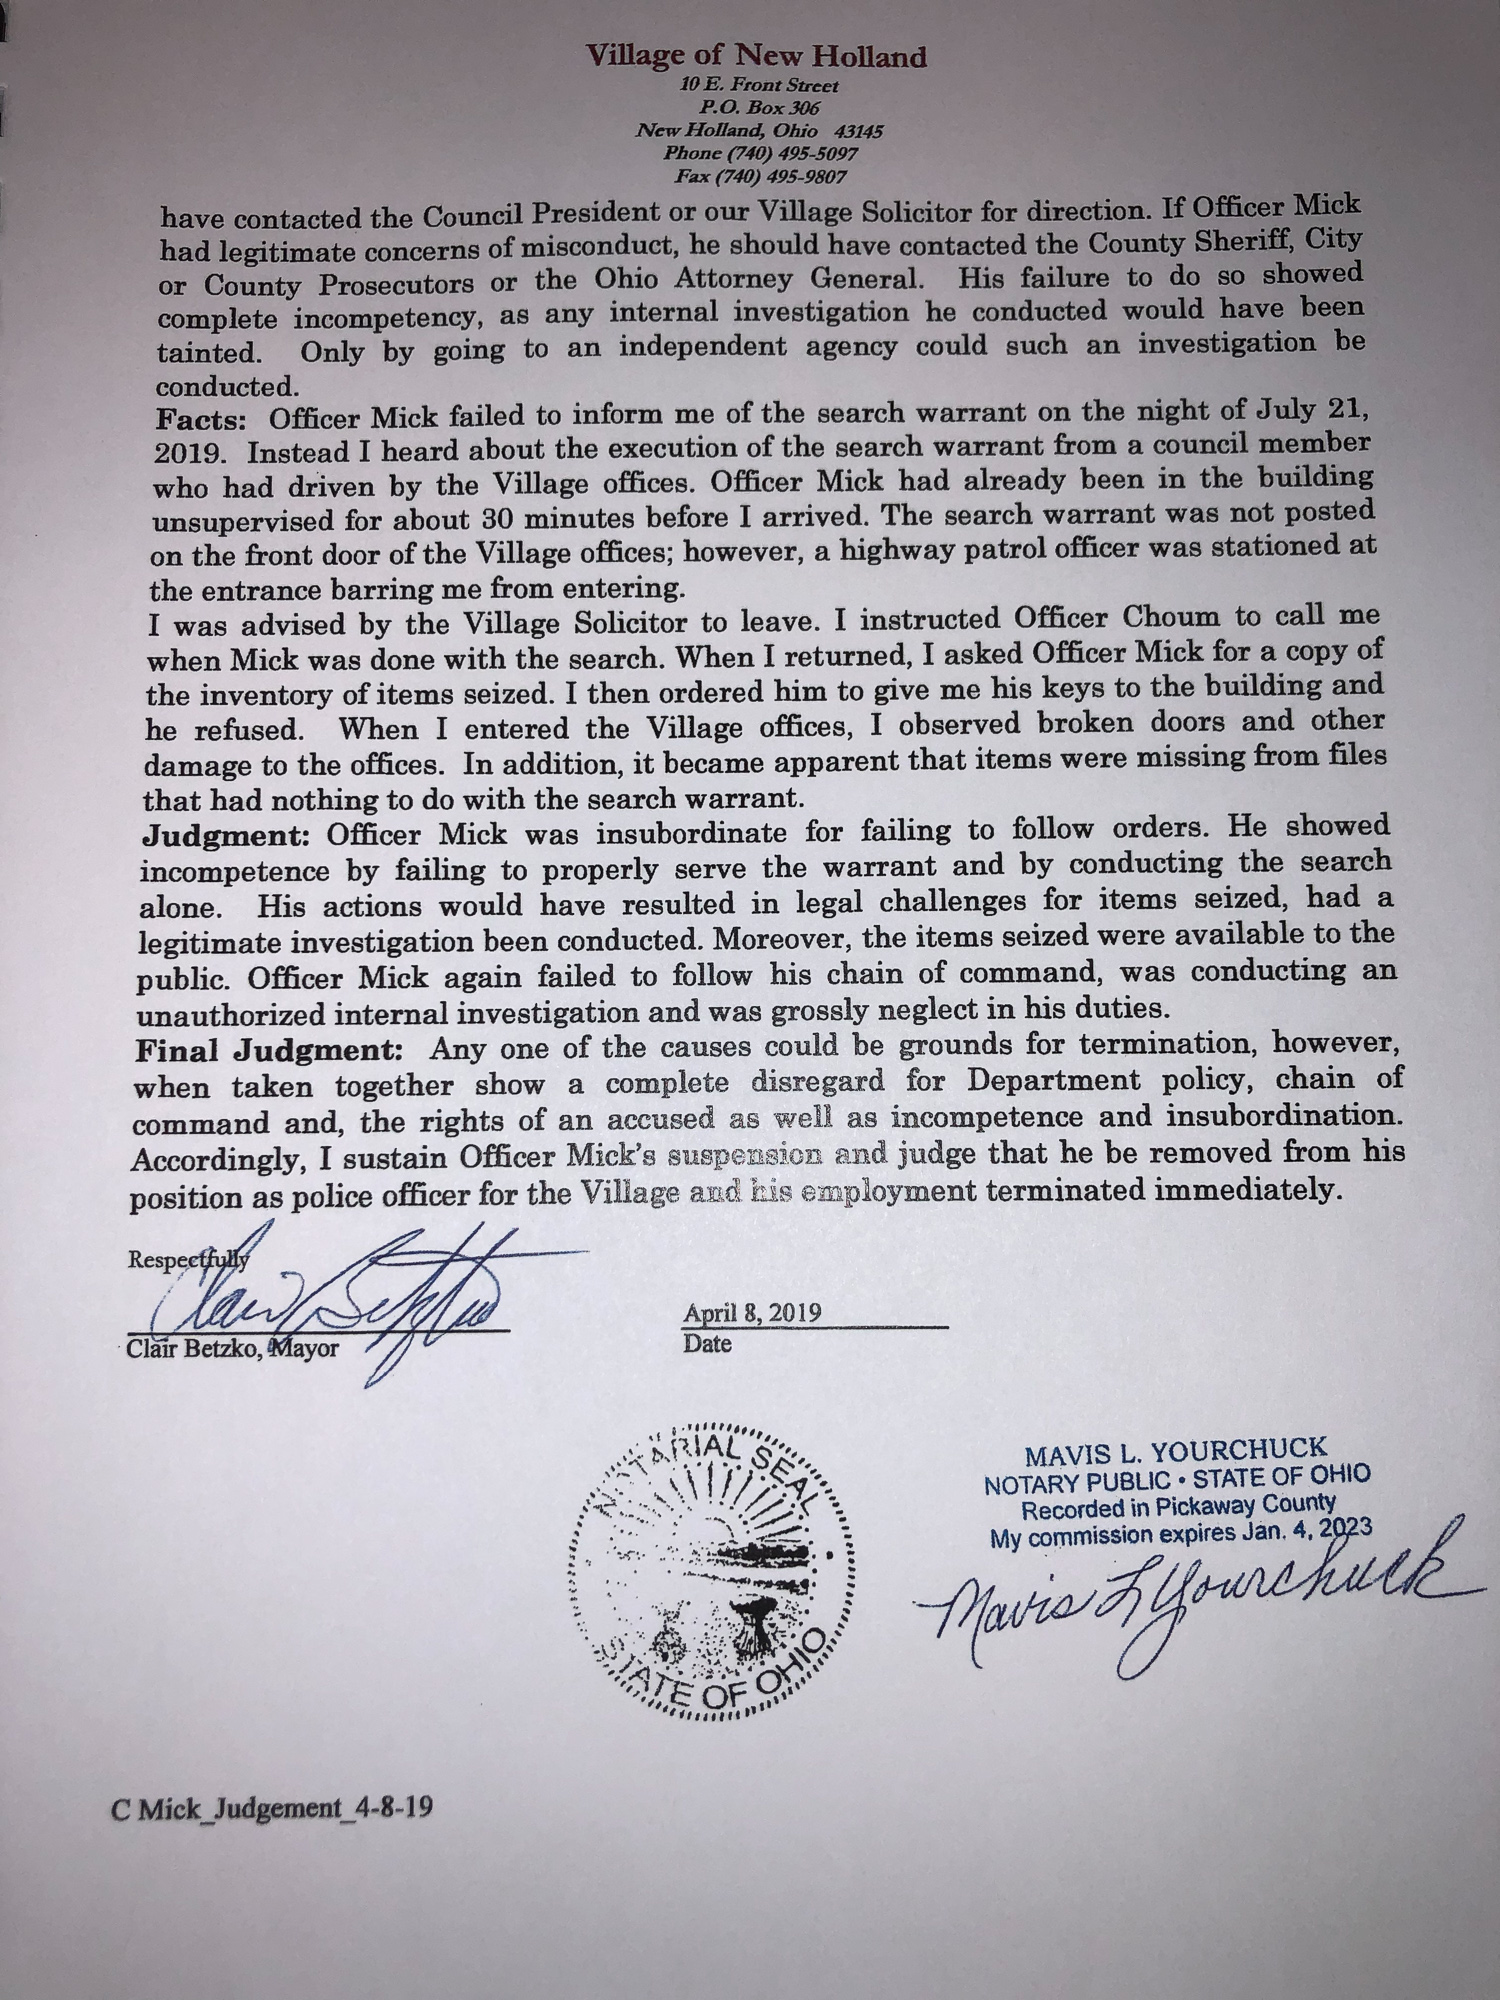 Village of New Holland
10 E. Front Street
P.O. Box 306
New Holland, Ohio 43145
Phone (740) 495-5097
Fax (740) 495-9807
have contacted the Council President or our Village Solicitor for direction. If Officer Mick
had legitimate concerns of misconduct, he should have contacted the County Sheriff, City
or County Prosecutors or the Ohio Attorney General. His failure to do so showed
complete incompetency, as any internal investigation he conducted would have been
tainted. Only by going to an independent agency could such an investigation be
conducted.
Facts: Officer Mick failed to inform me of the search warrant on the night of July 21,
2019. Instead I heard about the execution of the search warrant from a council member
who had driven by the Village offices. Officer Mick had already been in the building
unsupervised for about 30 minutes before I arrived. The search warrant was not posted
on the front door of the Village offices; however, a highway patrol officer was stationed at
the entrance barring me from entering.
I was advised by the Village Solicitor to leave. I instructed Officer Choum to call me
when Mick was done with the search. When I returned, I asked Officer Mick for a copy of
the inventory of items seized. I then ordered him to give me his keys to the building and
he refused. When I entered the Village offices, I observed broken doors and other
damage to the offices. In addition, it became apparent that items were missing from files
that had nothing to do with the search warrant.
Judgment: Officer Mick was insubordinate for failing to follow orders. He showed
incompetence by failing to properly serve the warrant and by conducting the search
alone. His actions would have resulted in legal challenges for items seized, had a
legitimate investigation been conducted. Moreover, the items seized were available to the
public. Officer Mick again failed to follow his chain of command, was conducting an
unauthorized internal investigation and was grossly neglect in his duties.
Final Judgment: Any one of the causes could be grounds for termination, however,
when taken together show a complete disregard for Department policy, chain of
command and, the rights of an accused as well as incompetence and insubordination.
Accordingly, I sustain Officer Mick's suspension and judge that he be removed from his
position as police officer for the Village and his employment terminated immediately.
Respectfully
Clair Betzko
April 8, 2019
Clair Betzko, Mayor
Date
NOTARIAL SEAL
STATE OF OHIO
MAVIS L. YOURCHUCK
NOTARY PUBLIC • STATE OF OHIO
Recorded in Pickaway County
My commission expires Jan. 4, 2023
Mavis L Yourchuck
C Mick_Judgement_4-8-19